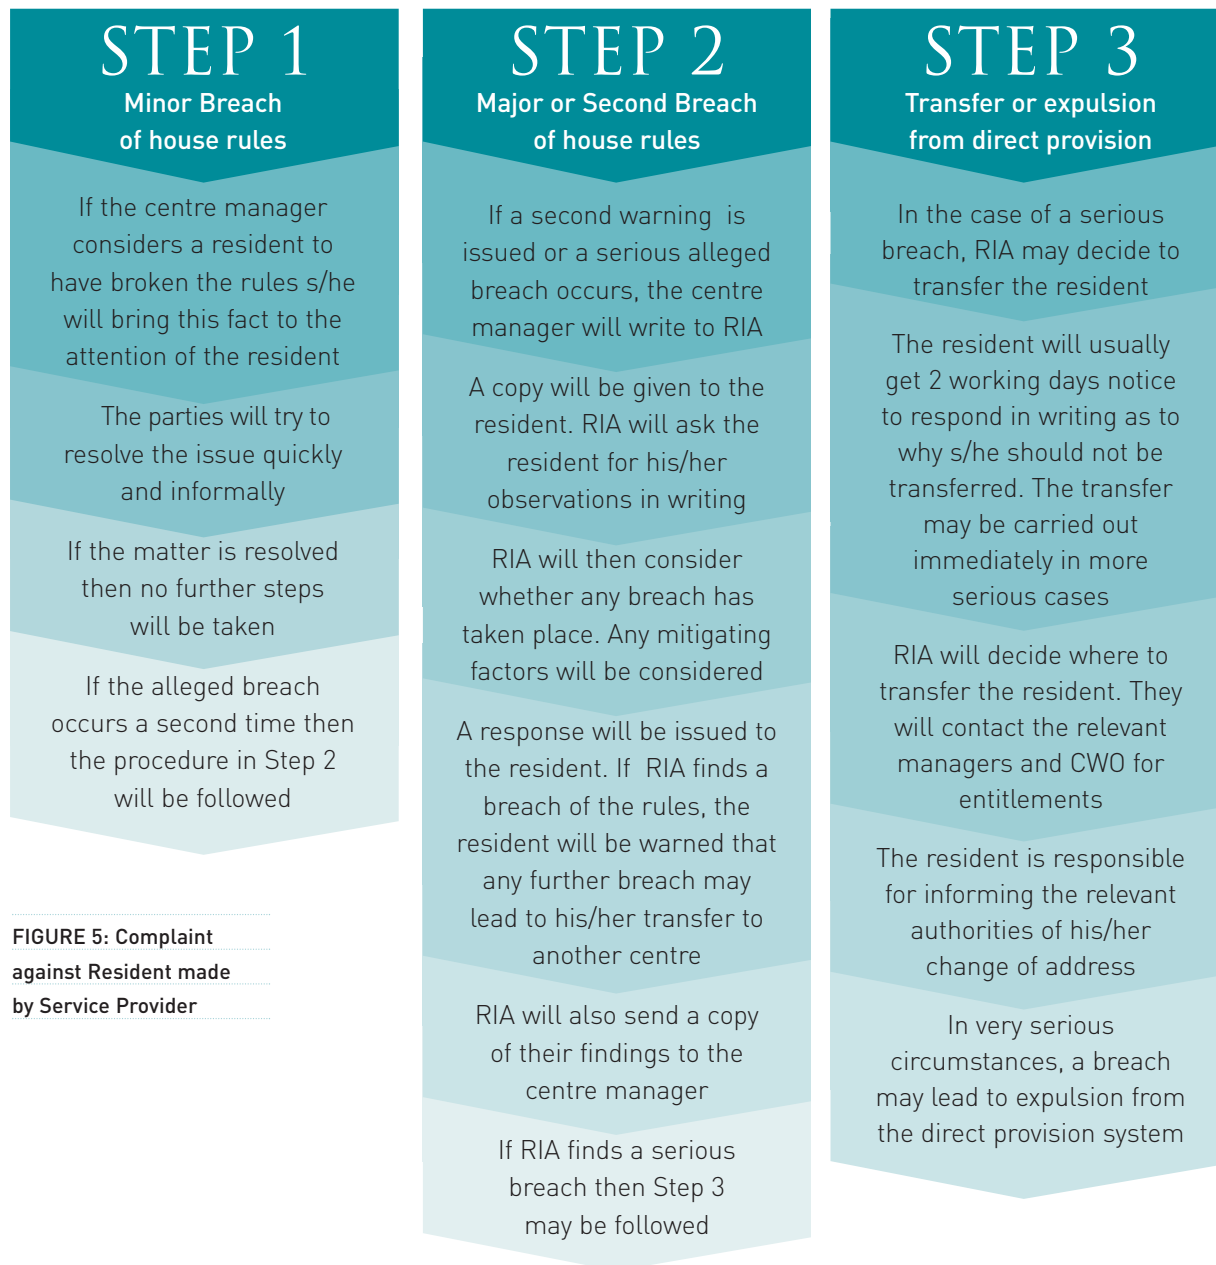 STEP 1
Minor Breach
of house rules
If the centre manager
considers a resident to
have broken the rules s/he
will bring this fact to the
attention of the resident
The parties will try to
resolve the issue quickly
and informally
If the matter is resolved
then no further steps
will be taken
If the alleged breach
occurs a second time then
the procedure in Step 2
will be followed
FIGURE 5: Complaint
against Resident made
by Service Provider
STEP 2
Major or Second Breach
of house rules
If a second warning is
issued or a serious alleged
breach occurs, the centre
manager will write to RIA
A copy will be given to the
resident. RIA will ask the
resident for his/her
observations in writing
RIA will then consider
whether any breach has
taken place. Any mitigating
factors will be considered
A response will be issued to
the resident. If RIA finds a
breach of the rules, the
resident will be warned that
any further breach may
lead to his/her transfer to
another centre
RIA will also send a copy
of their findings to the
centre manager
If RIA finds a serious
breach then Step 3
may be followed
STEP 3
Transfer or expulsion
from direct provision
In the case of a serious
breach, RIA may decide to
transfer the resident
The resident will usually
get 2 working days notice
to respond in writing as to
why s/he should not be
transferred. The transfer
may be carried out
immediately in more
serious cases
RIA will decide where to
transfer the resident. They
will contact the relevant
managers and CWO for
entitlements
The resident is responsible
for informing the relevant
authorities of his/her
change of address
In very serious
circumstances, a breach
may lead to expulsion from
the direct provision system